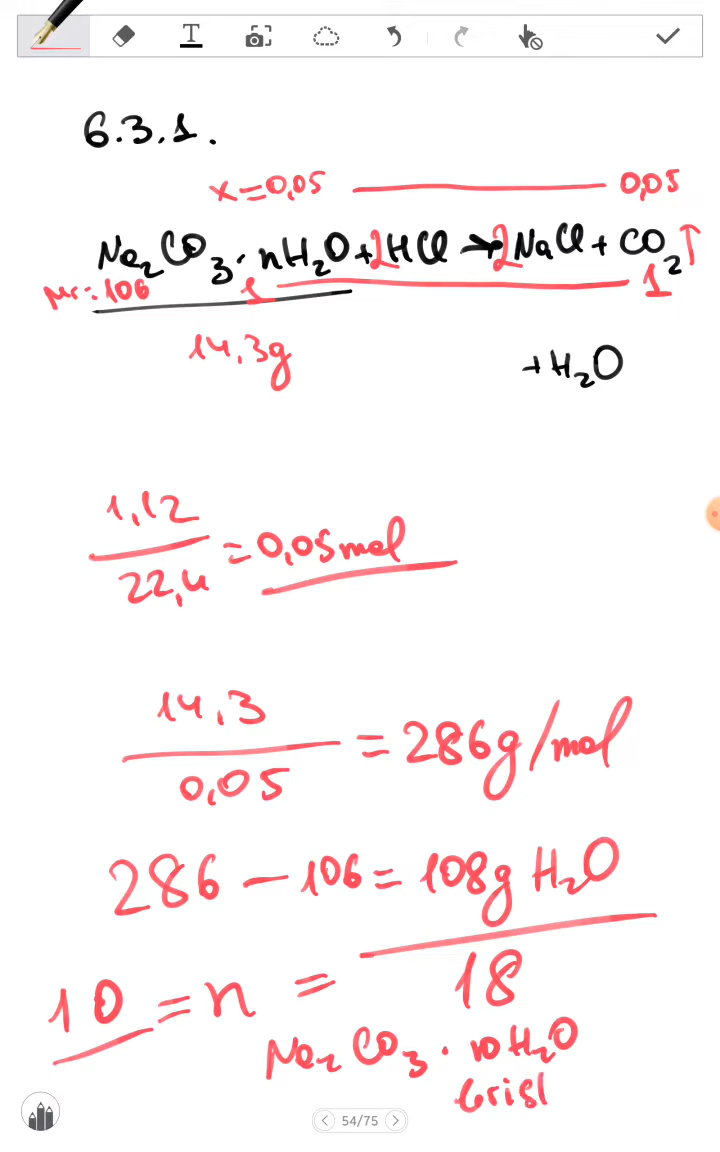 T
6.3.1.
x=0,05 0,05
Na₂CO₃·nH₂O+2HCl→2NaCl+CO₂↑
Mr:106 1 1
14,3g
+H₂O
1,12
22,4
=0,05mol
14,3
0,05
=286g/mol
286-106=108g H₂O
18
10=n=
Na₂CO₃·10H₂O
54/75